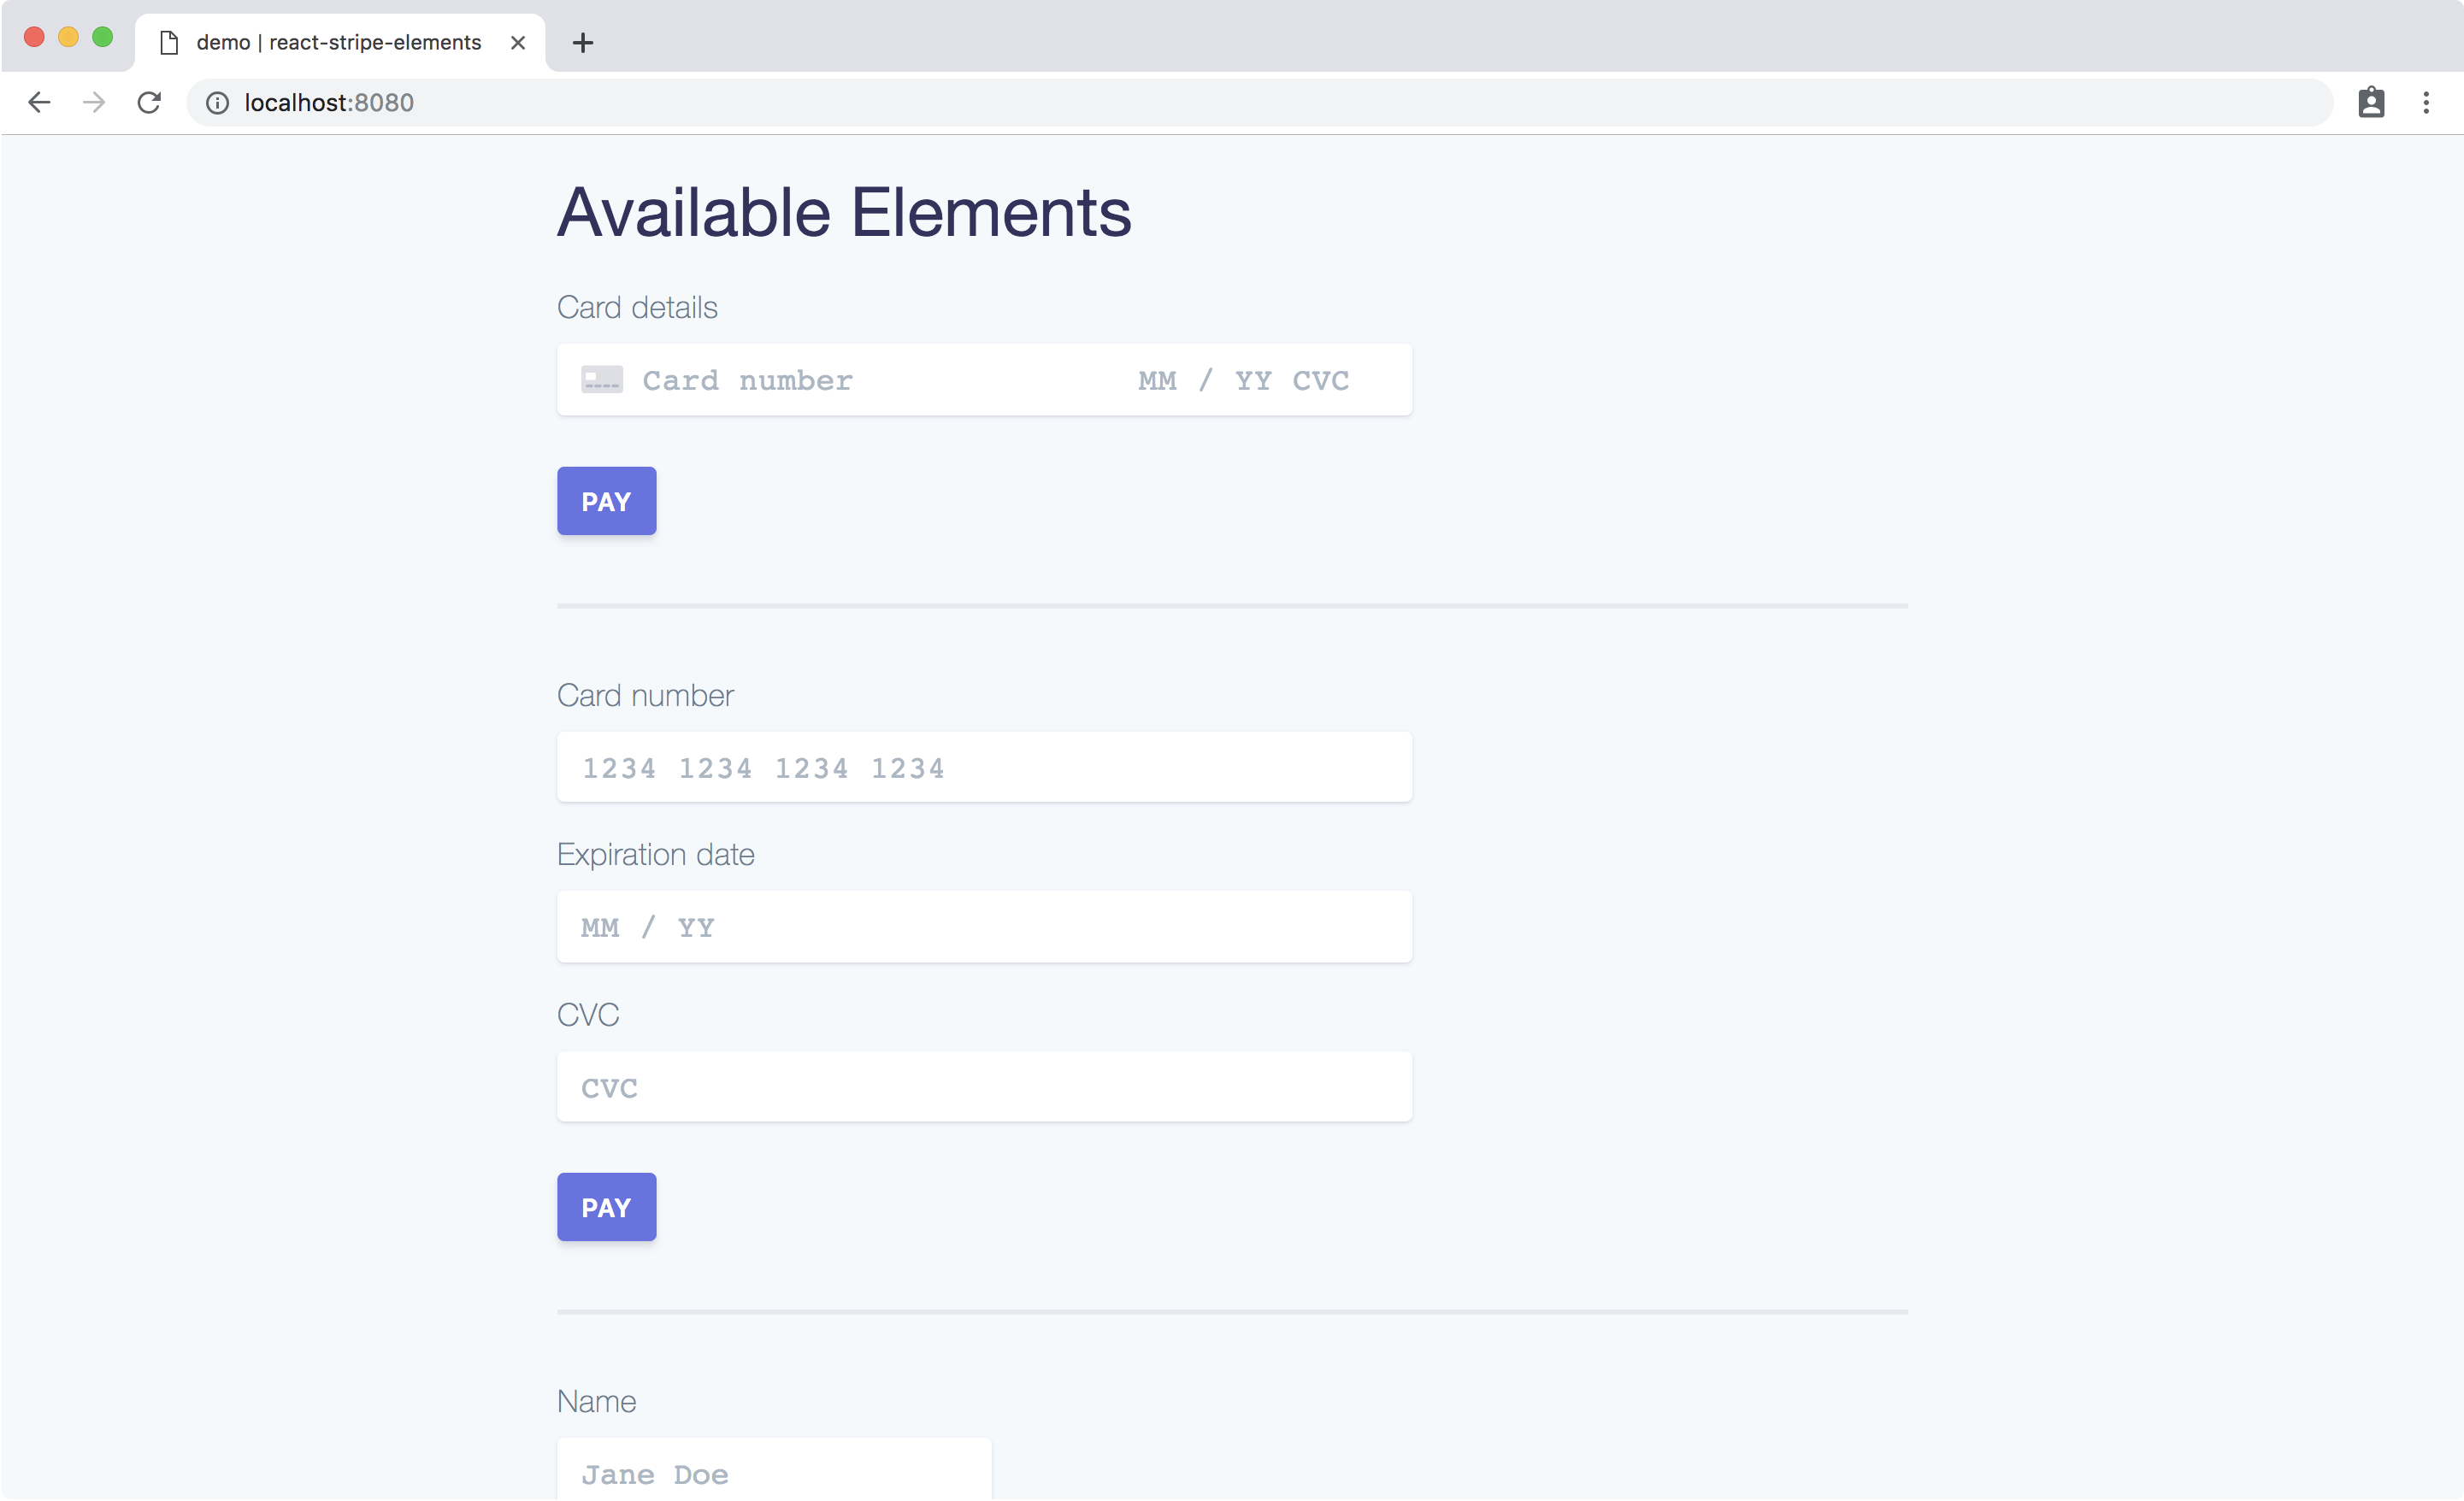 demo | react-stripe-elements
localhost:8080
Available Elements
Card details
Card number MM / YY CVC
PAY
Card number
1234 1234 1234 1234
Expiration date
MM / YY
CVC
CVC
PAY
Name
Jane Doe